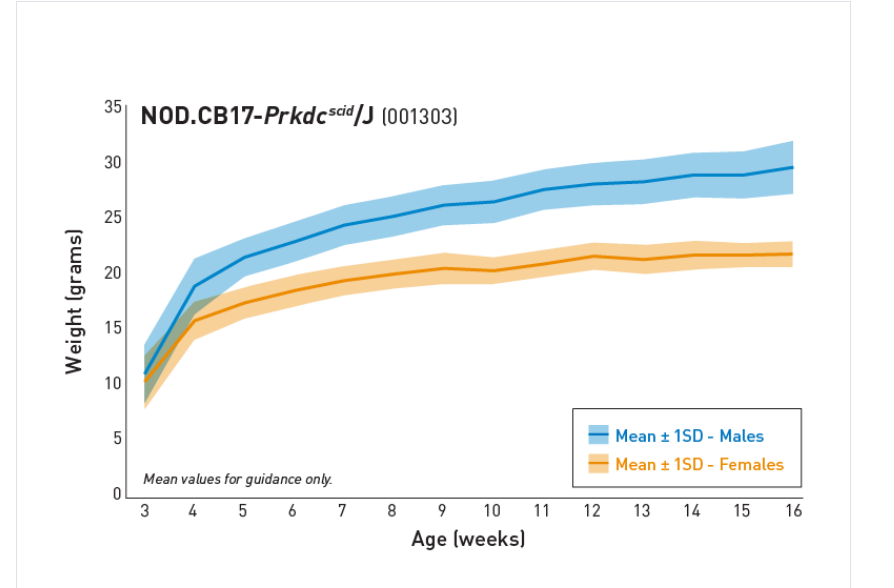 NOD.CB17-Prkdcscid/J (001303)
35
30
25
20
15
10
5
0
Weight (grams)
Mean ± 1SD - Males
Mean ± 1SD - Females
Mean values for guidance only.
3 4 5 6 7 8 9 10 11 12 13 14 15 16
Age (weeks)